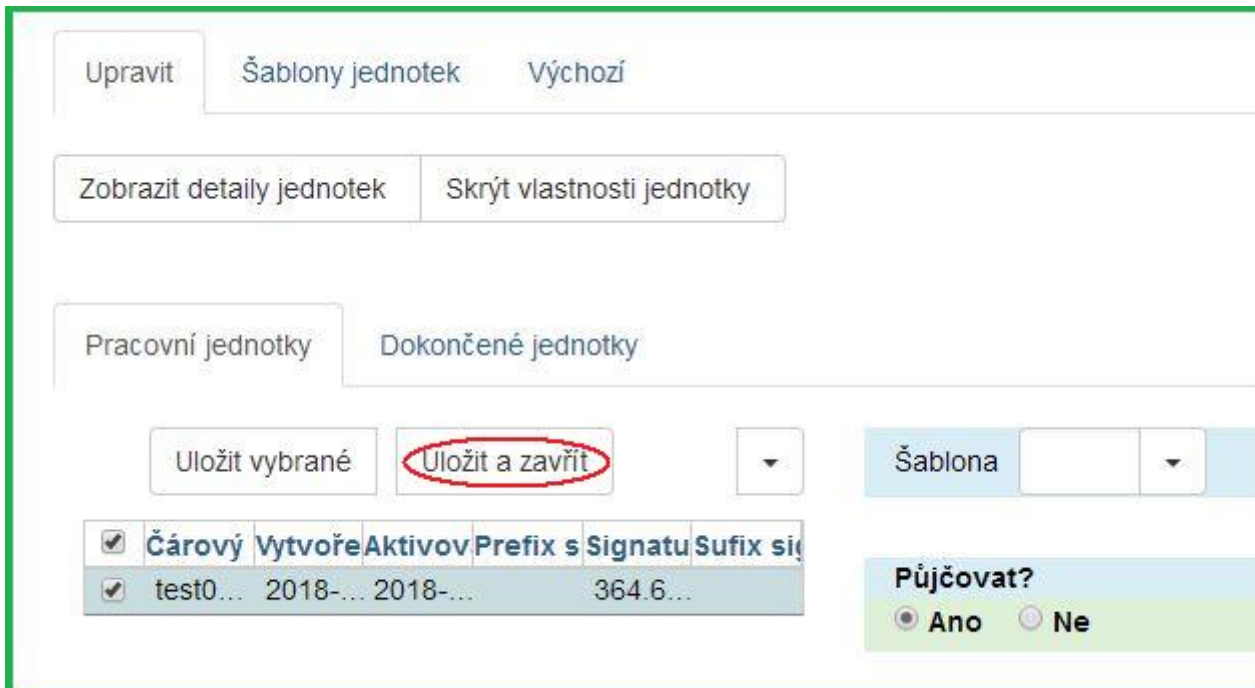 Upravit Šablony jednotek Výchozí
Zobrazit detaily jednotek Skrýt vlastnosti jednotky
Pracovní jednotky Dokončené jednotky
Uložit vybrané Uložit a zavřít Šablona
Čárový Vytvoře Aktivov Prefix s Signatu Sufix sig
test0... 2018-... 2018-... 364.6...
Půjčovat?
Ano Ne